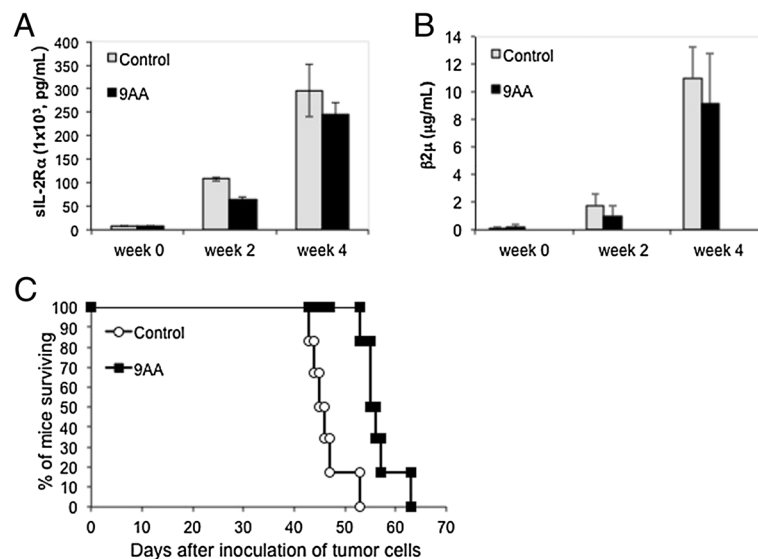 A
sIL-2Rα (1x10³, pg/mL)
400
350
300
250
200
150
100
50
0
Control
9AA
week 0
week 2
week 4
B
β2μ (μg/mL)
14
12
10
8
6
4
2
0
Control
9AA
week 0
week 2
week 4
C
% of mice surviving
100
90
80
70
60
50
40
30
20
10
0
Control
9AA
0
10
20
30
40
50
60
70
Days after inoculation of tumor cells